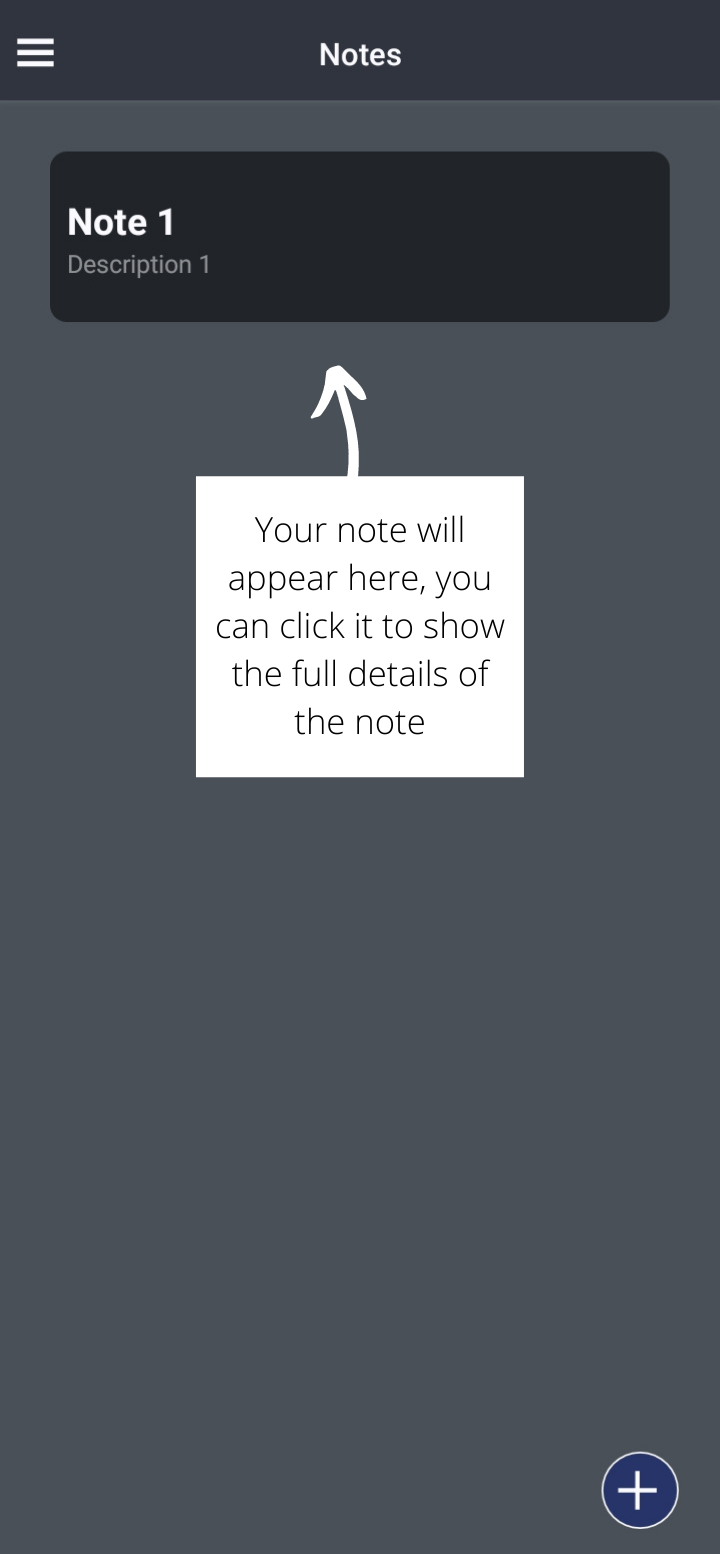 Notes
Note 1
Description 1
Your note will
appear here, you
can click it to show
the full details of
the note